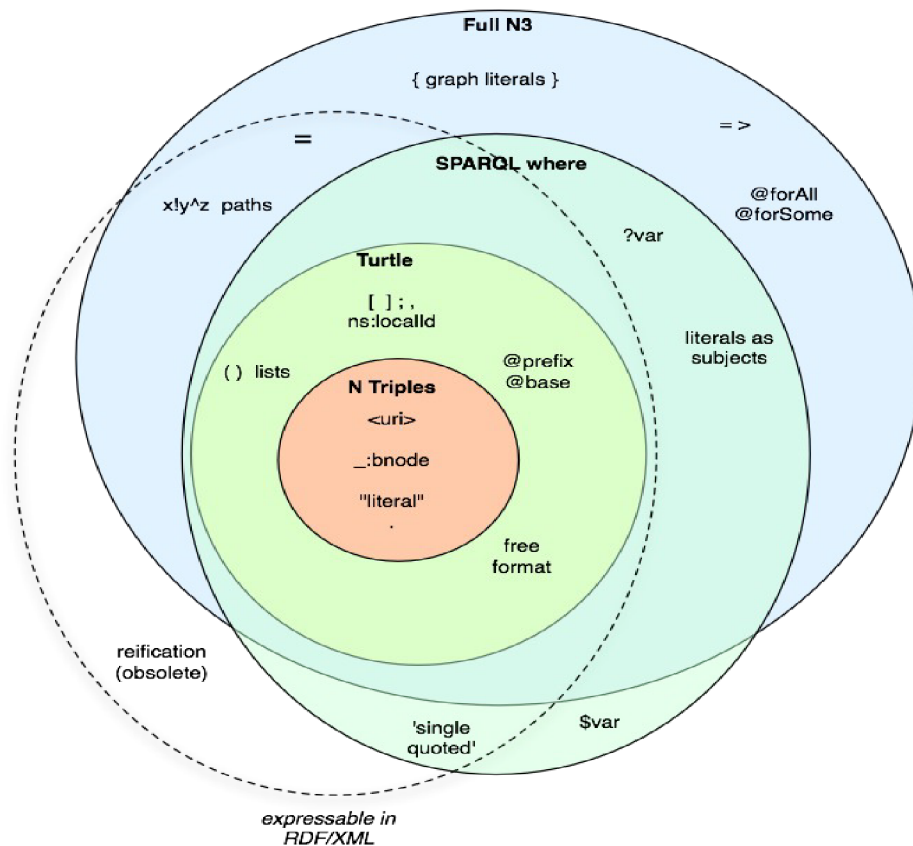 Full N3
{ graph literals }
=
= >
SPARQL where
x!y^z paths
@forAll
@forSome
?var
Turtle
[ ] ; ,
ns:localId
( ) lists
@prefix
@base
literals as
subjects
N Triples
<uri>
_:bnode
"literal"
.
free
format
reification
(obsolete)
'single
quoted'
$var
expressable in
RDF/XML